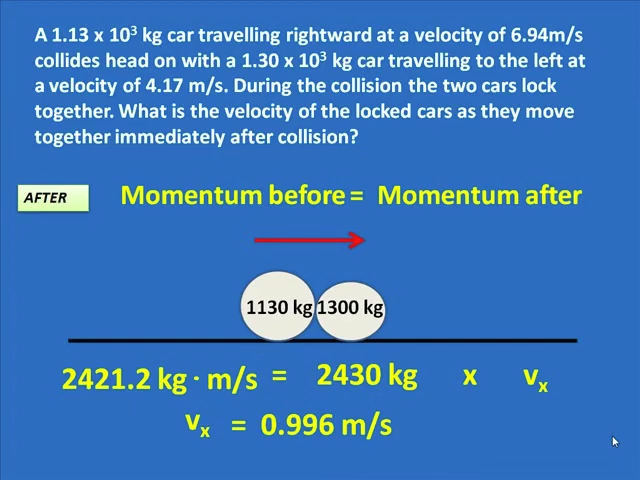 A 1.13 x 10³ kg car travelling rightward at a velocity of 6.94m/s
collides head on with a 1.30 x 10³ kg car travelling to the left at
a velocity of 4.17 m/s. During the collision the two cars lock
together. What is the velocity of the locked cars as they move
together immediately after collision?
AFTER
Momentum before = Momentum after
1130 kg 1300 kg
2421.2 kg · m/s = 2430 kg x vₓ
vₓ = 0.996 m/s